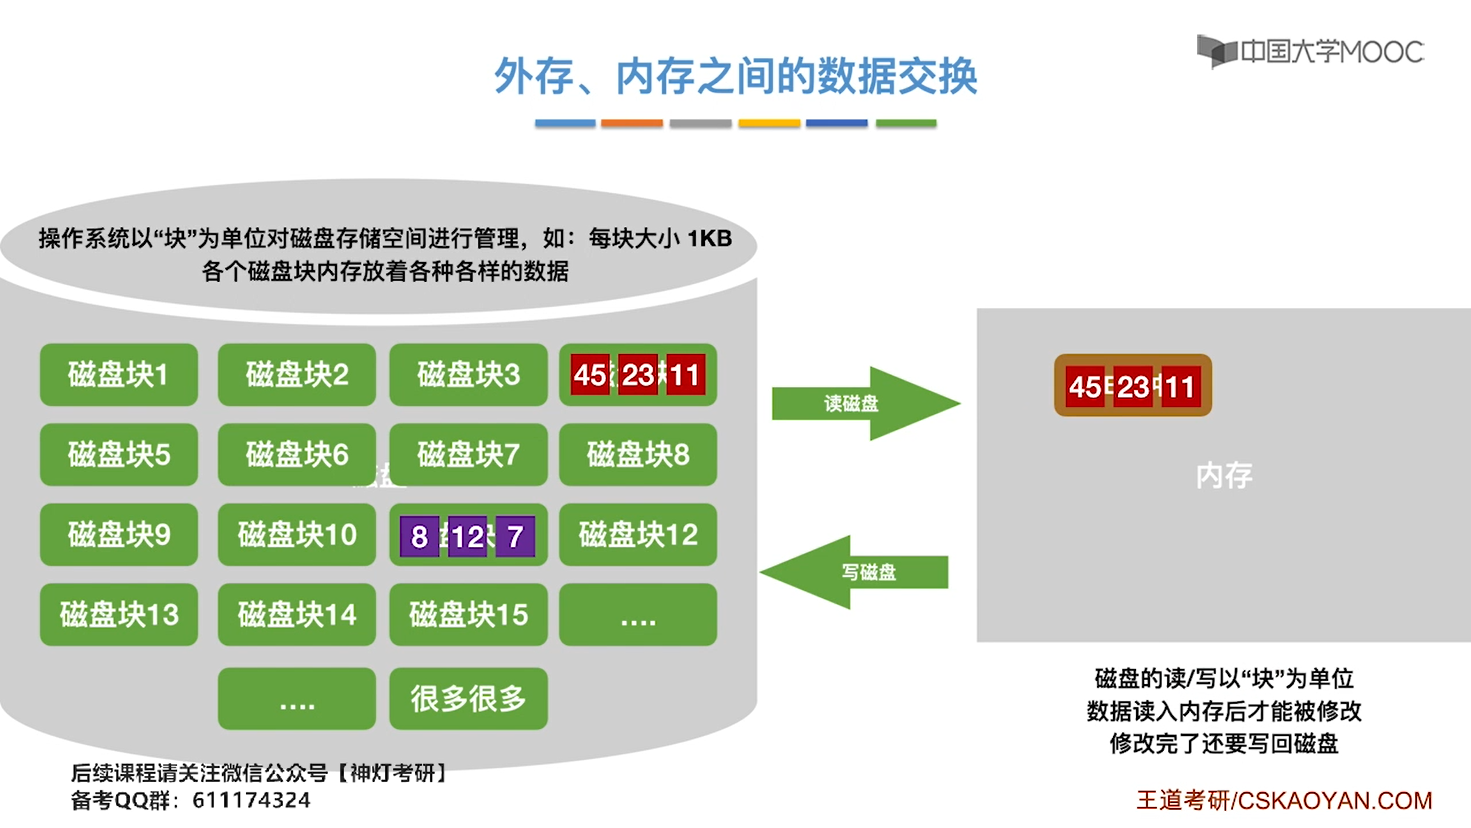 中国大学MOOC
外存、内存之间的数据交换
操作系统以“块”为单位对磁盘存储空间进行管理，如：每块大小 1KB
各个磁盘块内存放着各种各样的数据
磁盘块1 磁盘块2 磁盘块3 45 23 11
磁盘块5 磁盘块6 磁盘块7 磁盘块8
磁盘块9 磁盘块10 8 12 7 磁盘块12
磁盘块13 磁盘块14 磁盘块15 ....
.... 很多很多
读磁盘
写磁盘
45 23 11
内存
磁盘的读/写以“块”为单位
数据读入内存后才能被修改
修改完了还要写回磁盘
后续课程请关注微信公众号【神灯考研】
备考QQ群：611174324
王道考研/CSKAOYAN.COM